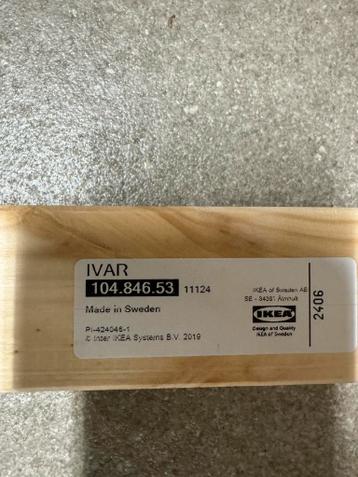 IVAR
104.846.53 11124
Made in Sweden
PI-424046-1
© Inter IKEA Systems B.V. 2019
IKEA of Sweden AB
SE - 34381 Älmhult
IKEA
Design and Quality
IKEA of Sweden
2406